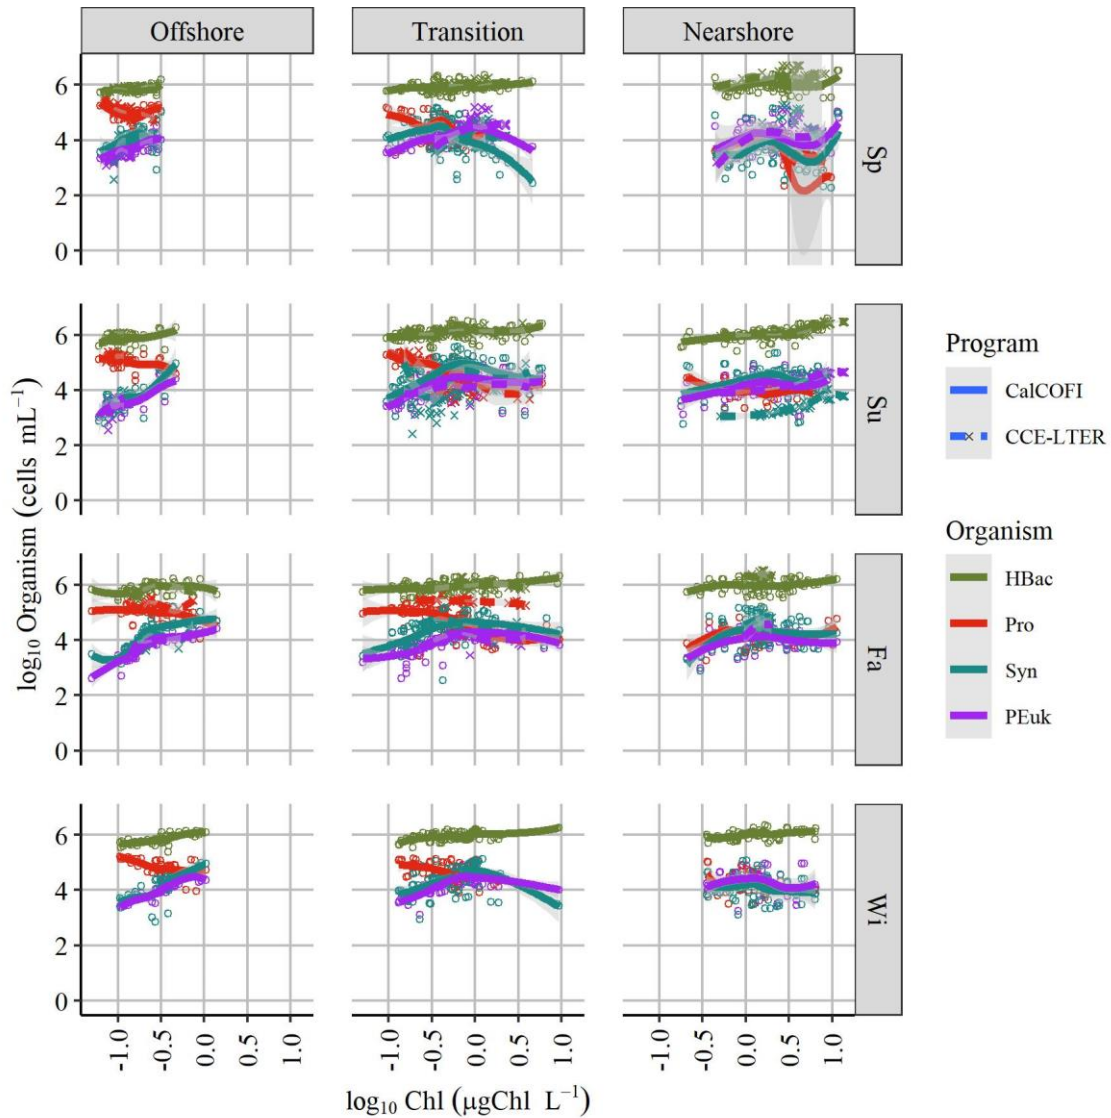 Offshore
Transition
Nearshore
6
4
2
0
Sp
6
4
2
0
Su
6
4
2
0
Fa
6
4
2
0
Wi
log₁₀ Organism (cells mL⁻¹)
-1.0 -0.5 0.0 0.5 1.0
-1.0 -0.5 0.0 0.5 1.0
-1.0 -0.5 0.0 0.5 1.0
log₁₀ Chl (µgChl L⁻¹)
Program
CalCOFI
CCE-LTER
Organism
HBac
Pro
Syn
PEuk